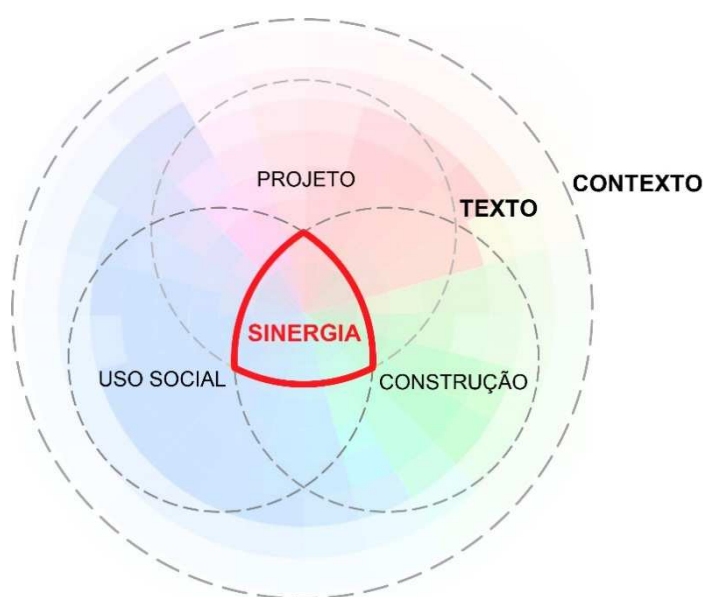 PROJETO
CONTEXTO
TEXTO
SINERGIA
USO SOCIAL
CONSTRUÇÃO